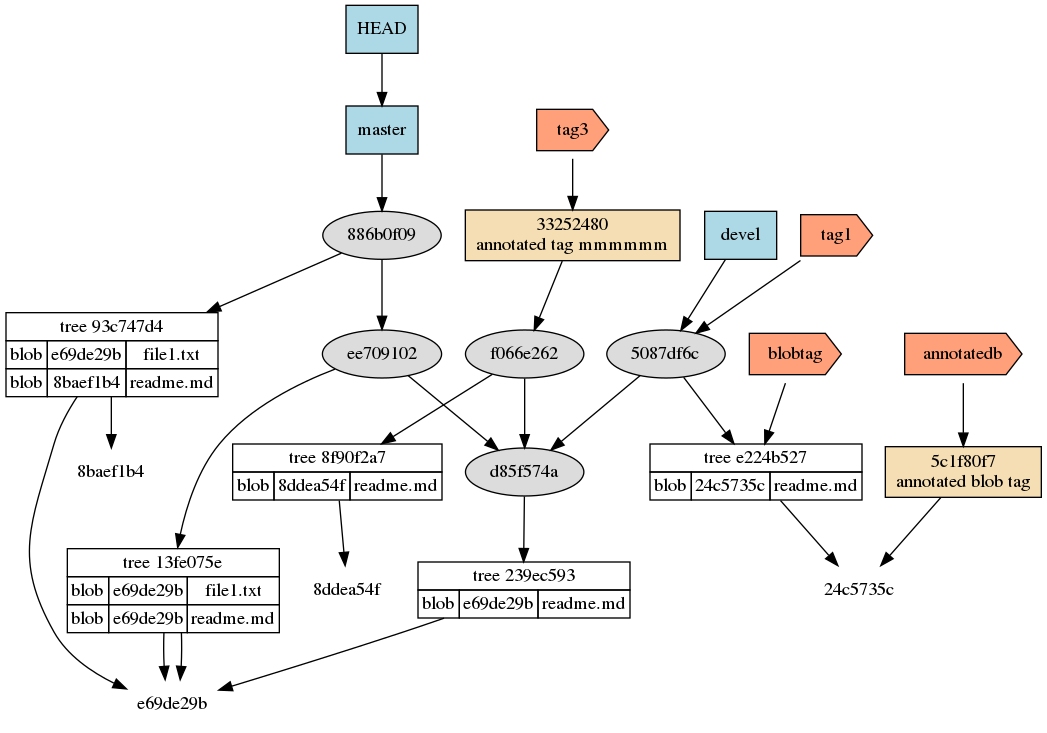 HEAD
master
tag3
886b0f09
33252480
annotated tag mmmmmm
devel
tag1
tree 93c747d4
blob e69de29b file1.txt
blob 8baef1b4 readme.md
ee709102
f066e262
5087df6c
blobtag
annotatedb
8baef1b4
tree 8f90f2a7
blob 8ddea54f readme.md
d85f574a
tree e224b527
blob 24c5735c readme.md
5c1f80f7
annotated blob tag
tree 13fe075e
blob e69de29b file1.txt
blob e69de29b readme.md
8ddea54f
tree 239ec593
blob e69de29b readme.md
24c5735c
e69de29b